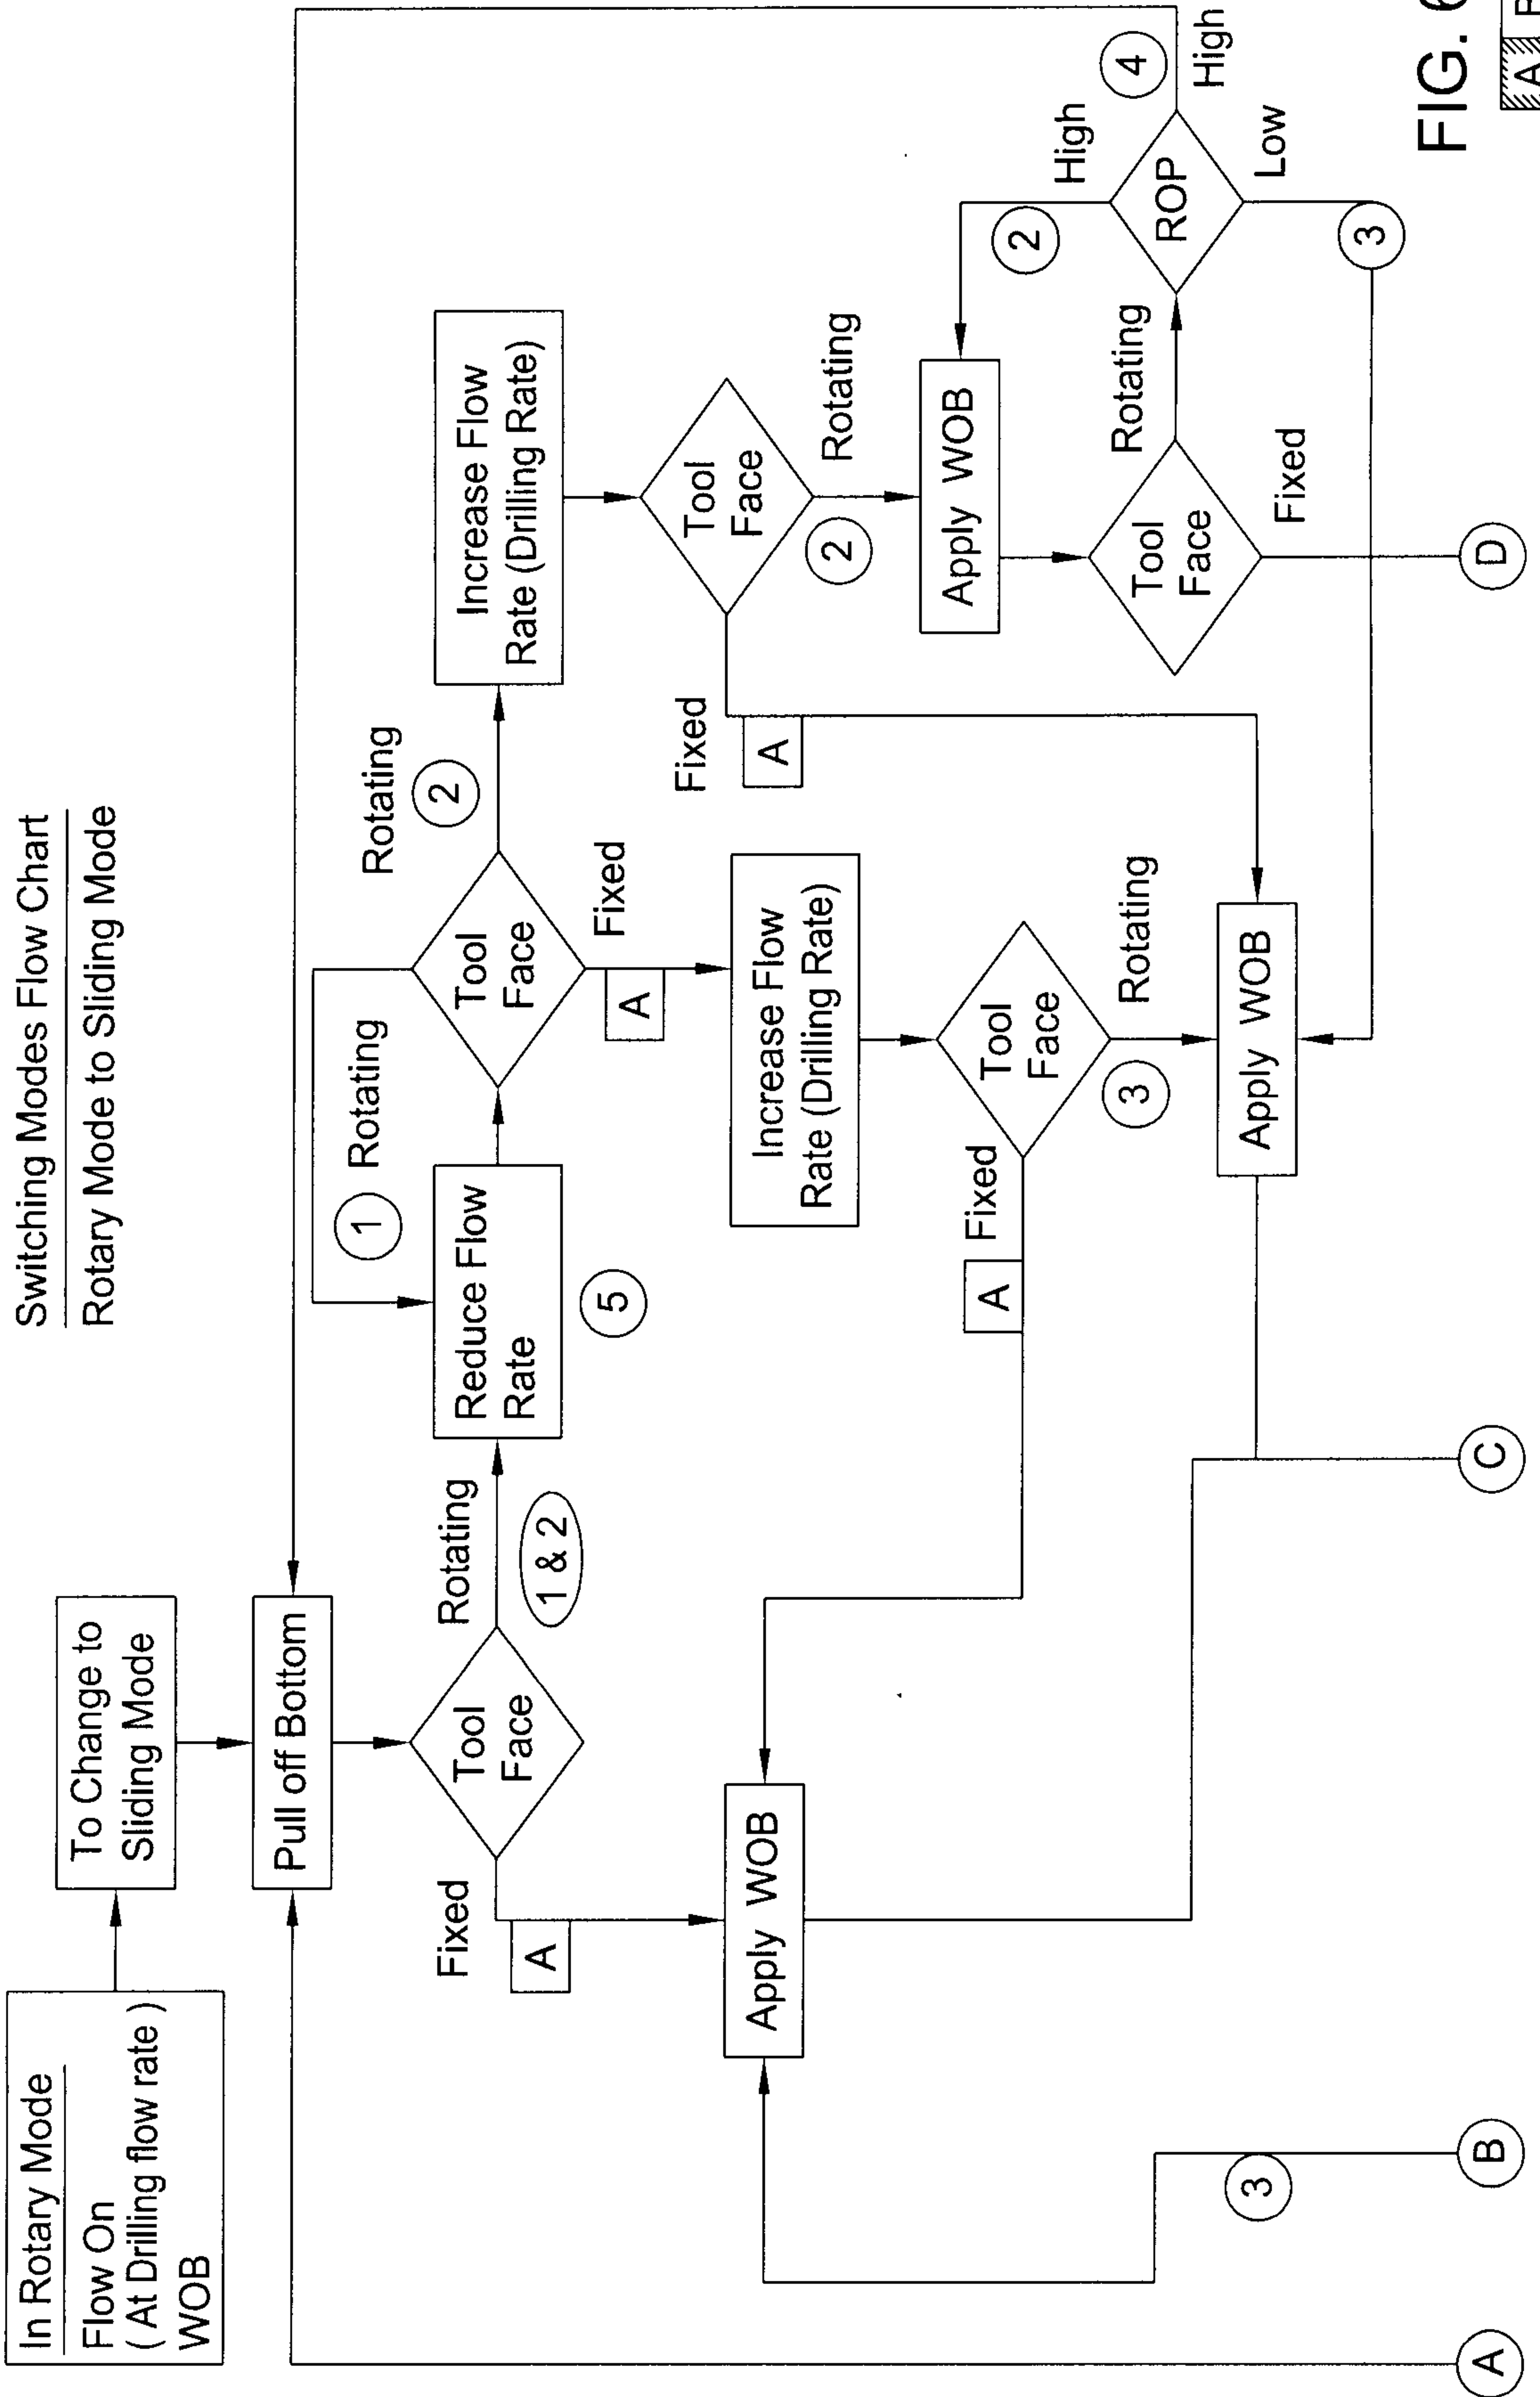 Switching Modes Flow Chart
Rotary Mode to Sliding Mode
In Rotary Mode
Flow On
( At Drilling flow rate )
WOB
To Change to
Sliding Mode
Pull off Bottom
Tool
Face
Fixed
A
Rotating
1 & 2
Reduce Flow
Rate
5
1
Rotating
Tool
Face
Rotating
2
Fixed
A
Increase Flow
Rate (Drilling Rate)
Tool
Face
Fixed
A
Rotating
2
Increase Flow
Rate (Drilling Rate)
Tool
Face
Fixed
A
Rotating
3
Apply WOB
Apply WOB
Apply WOB
Tool
Face
Rotating
Fixed
ROP
High
2
High
4
Low
3
3
A
B
C
D
FIG. 6
A